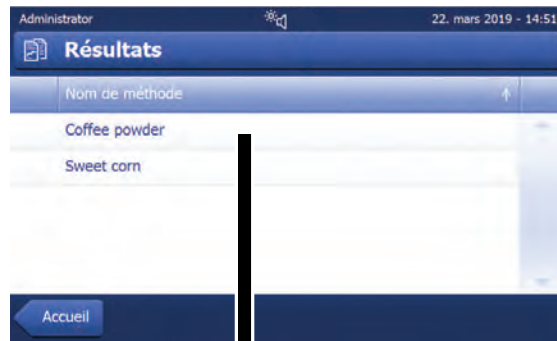 Administrator 22. mars 2019 - 14:51
Résultats
Nom de méthode
Coffee powder
Sweet corn
Accueil